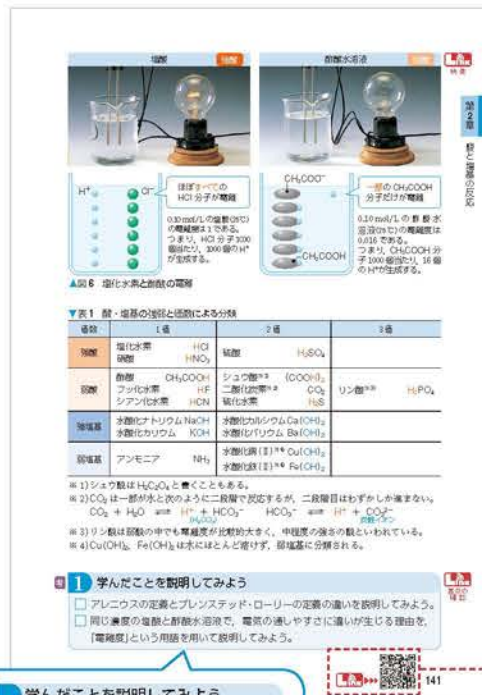 塩酸 強酸
酢酸水溶液 弱酸
Link
映像
第2章 酸と塩基の反応
H⁺ Cl⁻
ほぼすべての
HCl 分子が電離
0.10 mol/L の塩酸(25℃)
の電離度は1である。
つまり，HCl 分子 1000
個当たり，1000 個の H⁺
が生成する。
CH₃COO⁻
CH₃COOH
一部の CH₃COOH
分子だけが電離
0.10 mol/L の酢酸水
溶液(25℃)の電離度は
0.016 である。
つまり，CH₃COOH 分
子 1000 個当たり，16 個
の H⁺が生成する。
▲図6 塩化水素と酢酸の電離
▼表1 酸・塩基の強弱と価数による分類
価数 1価 2価 3価
強酸 塩化水素 HCl 硫酸 H₂SO₄
硝酸 HNO₃
弱酸 酢酸 CH₃COOH シュウ酸※1 (COOH)₂ リン酸※3 H₃PO₄
フッ化水素 HF 二酸化炭素※2 CO₂
シアン化水素 HCN 硫化水素 H₂S
強塩基 水酸化ナトリウム NaOH 水酸化カルシウム Ca(OH)₂
水酸化カリウム KOH 水酸化バリウム Ba(OH)₂
弱塩基 アンモニア NH₃ 水酸化銅(Ⅱ)※4 Cu(OH)₂
水酸化鉄(Ⅱ)※4 Fe(OH)₂
※1)シュウ酸は H₂C₂O₄ と書くこともある。
※2)CO₂ は一部が水と次のように二段階で反応するが，二段階目はわずかしか進まない。
CO₂ + H₂O ⇄ H⁺ + HCO₃⁻ HCO₃⁻ ⇄ H⁺ + CO₃²⁻
(H₂CO₃) 炭酸イオン
※3)リン酸は弱酸の中でも電離度が比較的大きく，中程度の強さの酸といわれている。
※4)Cu(OH)₂，Fe(OH)₂ は水にほとんど溶けず，弱塩基に分類される。
1 学んだことを説明してみよう
□ アレニウスの定義とブレンステッド・ローリーの定義の違いを説明してみよう。
□ 同じ濃度の塩酸と酢酸水溶液で，電気の通しやすさに違いが生じる理由を，
「電離度」という用語を用いて説明してみよう。
Link
Link 141
学んだことを説明してみよう